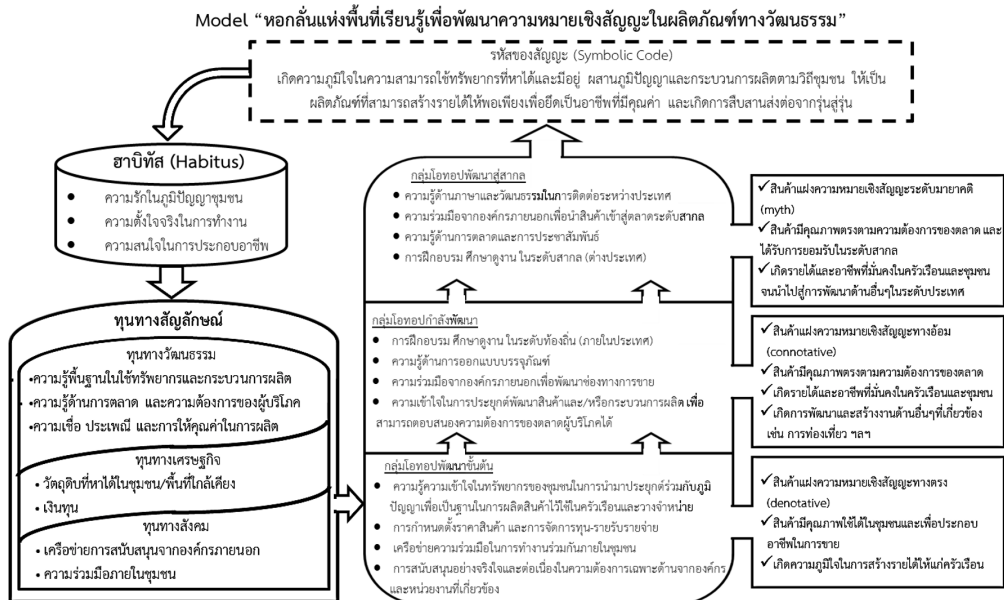 Model “หอกลั่นแห่งพื้นที่เรียนรู้เพื่อพัฒนาความหมายเชิงสัญญะในผลิตภัณฑ์ทางวัฒนธรรม”
รหัสของสัญญะ (Symbolic Code)
เกิดความภูมิใจในความสามารถใช้ทรัพยากรที่หาได้และมีอยู่ ผสานภูมิปัญญาและกระบวนการผลิตตามวิถีชุมชน ให้เป็น
ผลิตภัณฑ์ที่สามารถสร้างรายได้ให้พอเพียงเพื่อยึดเป็นอาชีพที่มีคุณค่า และเกิดการสืบสานส่งต่อจากรุ่นสู่รุ่น
ฮาบิทัส (Habitus)
● ความรักในภูมิปัญญาชุมชน
● ความตั้งใจจริงในการทำงาน
● ความสนใจในการประกอบอาชีพ
ทุนทางสัญลักษณ์
ทุนทางวัฒนธรรม
•ความรู้พื้นฐานในใช้ทรัพยากรและกระบวนการผลิต
•ความรู้ด้านการตลาด และความต้องการของผู้บริโภค
•ความเชื่อ ประเพณี และการให้คุณค่าในการผลิต
ทุนทางเศรษฐกิจ
• วัตถุดิบที่หาได้ในชุมชน/พื้นที่ใกล้เคียง
• เงินทุน
ทุนทางสังคม
• เครือข่ายการสนับสนุนจากองค์กรภายนอก
• ความร่วมมือภายในชุมชน
กลุ่มโอทอปพัฒนาสู่สากล
● ความรู้ด้านภาษาและวัฒนธรรมในการติดต่อระหว่างประเทศ
● ความร่วมมือจากองค์กรภายนอกเพื่อนำสินค้าเข้าสู่ตลาดระดับสากล
● ความรู้ด้านการตลาดและการประชาสัมพันธ์
● การฝึกอบรม ศึกษาดูงาน ในระดับสากล (ต่างประเทศ)
กลุ่มโอทอปกำลังพัฒนา
● การฝึกอบรม ศึกษาดูงาน ในระดับท้องถิ่น (ภายในประเทศ)
● ความรู้ด้านการออกแบบบรรจุภัณฑ์
● ความร่วมมือจากองค์กรภายนอกเพื่อพัฒนาช่องทางการขาย
● ความเข้าใจในการประยุกต์พัฒนาสินค้าและ/หรือกระบวนการผลิต เพื่อ
สามารถตอบสนองความต้องการของตลาดผู้บริโภคได้
กลุ่มโอทอปพัฒนาขั้นต้น
● ความรู้ความเข้าใจในทรัพยากรของชุมชนในการนำมาประยุกต์ร่วมกับภูมิ
ปัญญาเพื่อเป็นฐานในการผลิตสินค้าไว้ใช้ในครัวเรือนและวางจำหน่าย
● การกำหนดตั้งราคาสินค้า และการจัดการทุน-รายรับรายจ่าย
● เครือข่ายความร่วมมือในการทำงานร่วมกันภายในชุมชน
● การสนับสนุนอย่างจริงใจและต่อเนื่องในความต้องการเฉพาะด้านจากองค์กร
และหน่วยงานที่เกี่ยวข้อง
✓สินค้าแฝงความหมายเชิงสัญญะระดับมายาคติ
(myth)
✓สินค้ามีคุณภาพตรงตามความต้องการของตลาด และ
ได้รับการยอมรับในระดับสากล
✓เกิดรายได้และอาชีพที่มั่นคงในครัวเรือนและชุมชน
จนนำไปสู่การพัฒนาด้านอื่นๆในระดับประเทศ
✓สินค้าแฝงความหมายเชิงสัญญะทางอ้อม
(connotative)
✓สินค้ามีคุณภาพตรงตามความต้องการของตลาด
✓เกิดรายได้และอาชีพที่มั่นคงในครัวเรือนและชุมชน
✓เกิดการพัฒนาและสร้างงานด้านอื่นๆที่เกี่ยวข้อง
เช่น การท่องเที่ยว ฯลฯ
✓สินค้าแฝงความหมายเชิงสัญญะทางตรง
(denotative)
✓สินค้ามีคุณภาพใช้ได้ในชุมชนและเพื่อประกอบ
อาชีพในการขาย
✓เกิดความภูมิใจในการสร้างรายได้ให้แก่ครัวเรือน